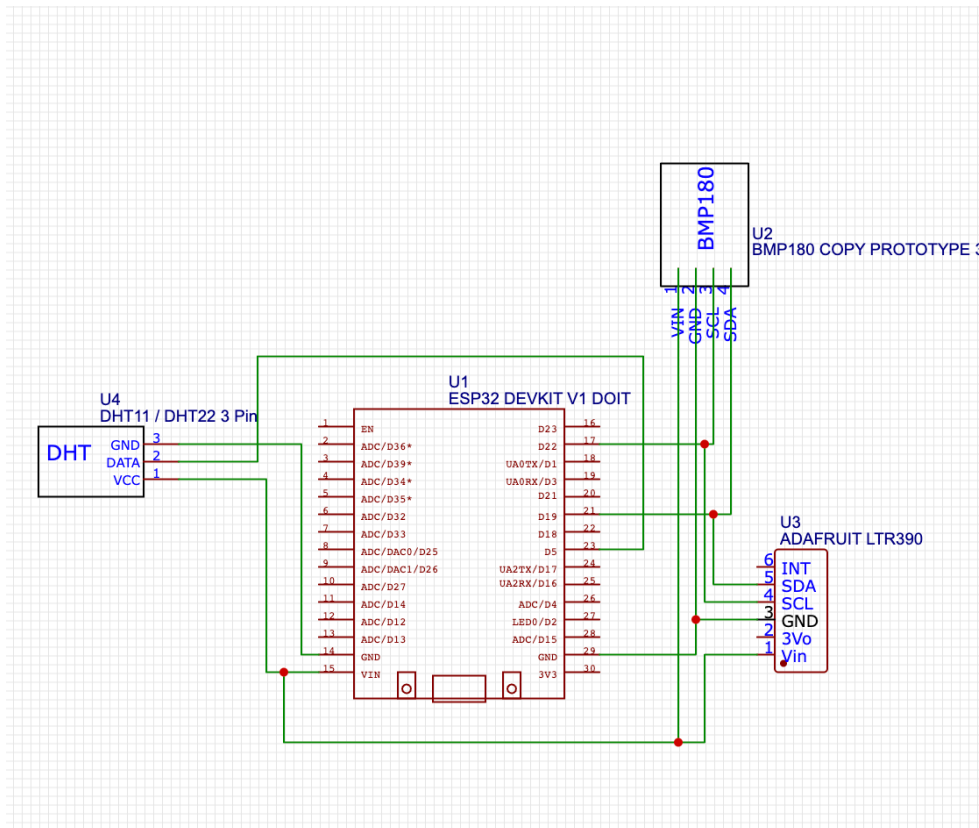 BMP180
U2
BMP180 COPY PROTOTYPE
1 2 3 4
VIN GND SCL SDA
U4
DHT11 / DHT22 3 Pin
DHT
GND 3
DATA 2
VCC 1
U1
ESP32 DEVKIT V1 DOIT
1 EN
2 ADC/D36*
3 ADC/D39*
4 ADC/D34*
5 ADC/D35*
6 ADC/D32
7 ADC/D33
8 ADC/DAC0/D25
9 ADC/DAC1/D26
10 ADC/D27
11 ADC/D14
12 ADC/D12
13 ADC/D13
14 GND
15 VIN
D23 16
D22 17
UA0TX/D1 18
UA0RX/D3 19
D21 20
D19 21
D18 22
D5 23
UA2TX/D17 24
UA2RX/D16 25
ADC/D4 26
LED0/D2 27
ADC/D15 28
GND 29
3V3 30
U3
ADAFRUIT LTR390
6 INT
5 SDA
4 SCL
3 GND
2 3Vo
1 Vin